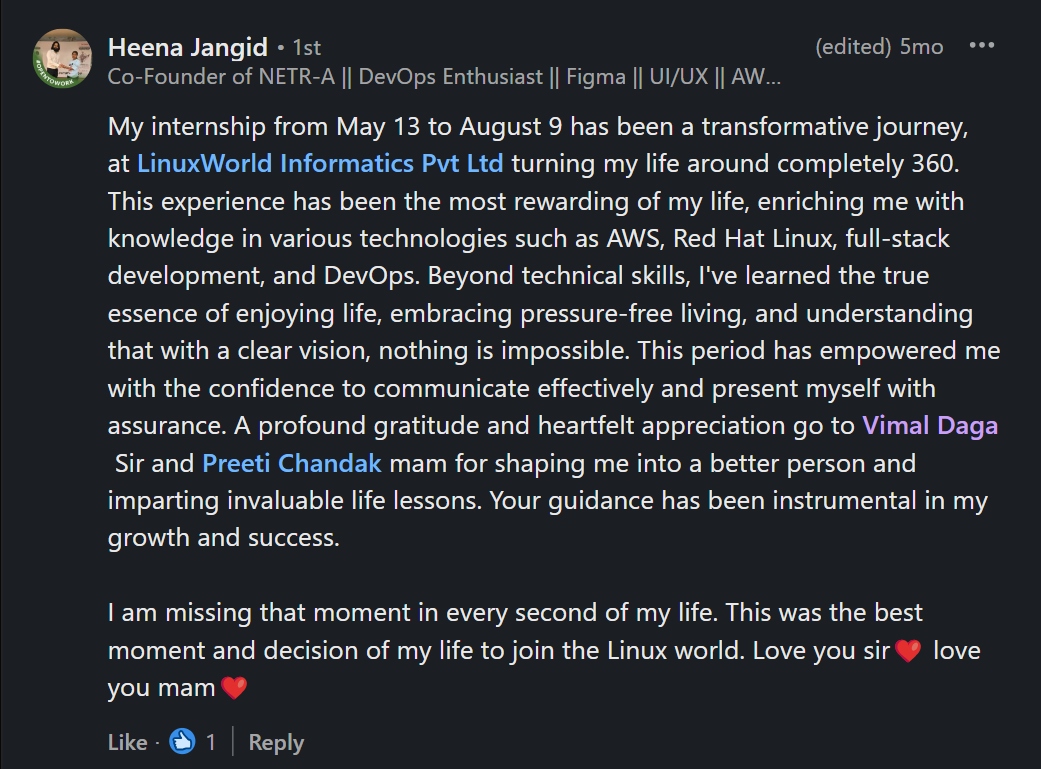 Heena Jangid • 1st
(edited) 5mo •••
Co-Founder of NETR-A || DevOps Enthusiast || Figma || UI/UX || AW...
My internship from May 13 to August 9 has been a transformative journey,
at LinuxWorld Informatics Pvt Ltd turning my life around completely 360.
This experience has been the most rewarding of my life, enriching me with
knowledge in various technologies such as AWS, Red Hat Linux, full-stack
development, and DevOps. Beyond technical skills, I've learned the true
essence of enjoying life, embracing pressure-free living, and understanding
that with a clear vision, nothing is impossible. This period has empowered me
with the confidence to communicate effectively and present myself with
assurance. A profound gratitude and heartfelt appreciation go to Vimal Daga
Sir and Preeti Chandak mam for shaping me into a better person and
imparting invaluable life lessons. Your guidance has been instrumental in my
growth and success.
I am missing that moment in every second of my life. This was the best
moment and decision of my life to join the Linux world. Love you sir❤️ love
you mam❤️
Like · 👍 1 | Reply
#OPENTOWORK